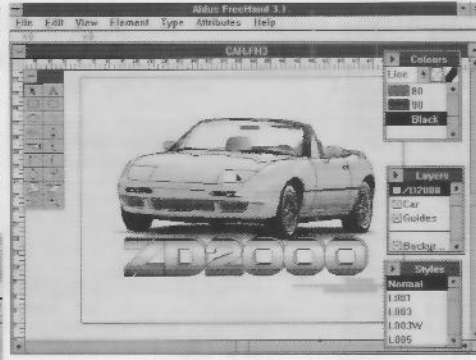 Aldus FreeHand 3.1
File Edit View Element Type Attributes Help
CAR.FH3
Colours
Line
80
90
Black
Layers
Car
Guides
Backgr...
ZD2000
Styles
Normal
L001
L003
L003W
L005